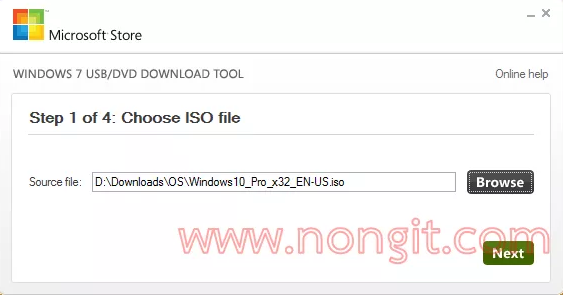 Microsoft Store
WINDOWS 7 USB/DVD DOWNLOAD TOOL
Online help
Step 1 of 4: Choose ISO file
Source file:
D:\Downloads\OS\Windows10_Pro_x32_EN-US.iso
Browse
www.nongit.com
Next